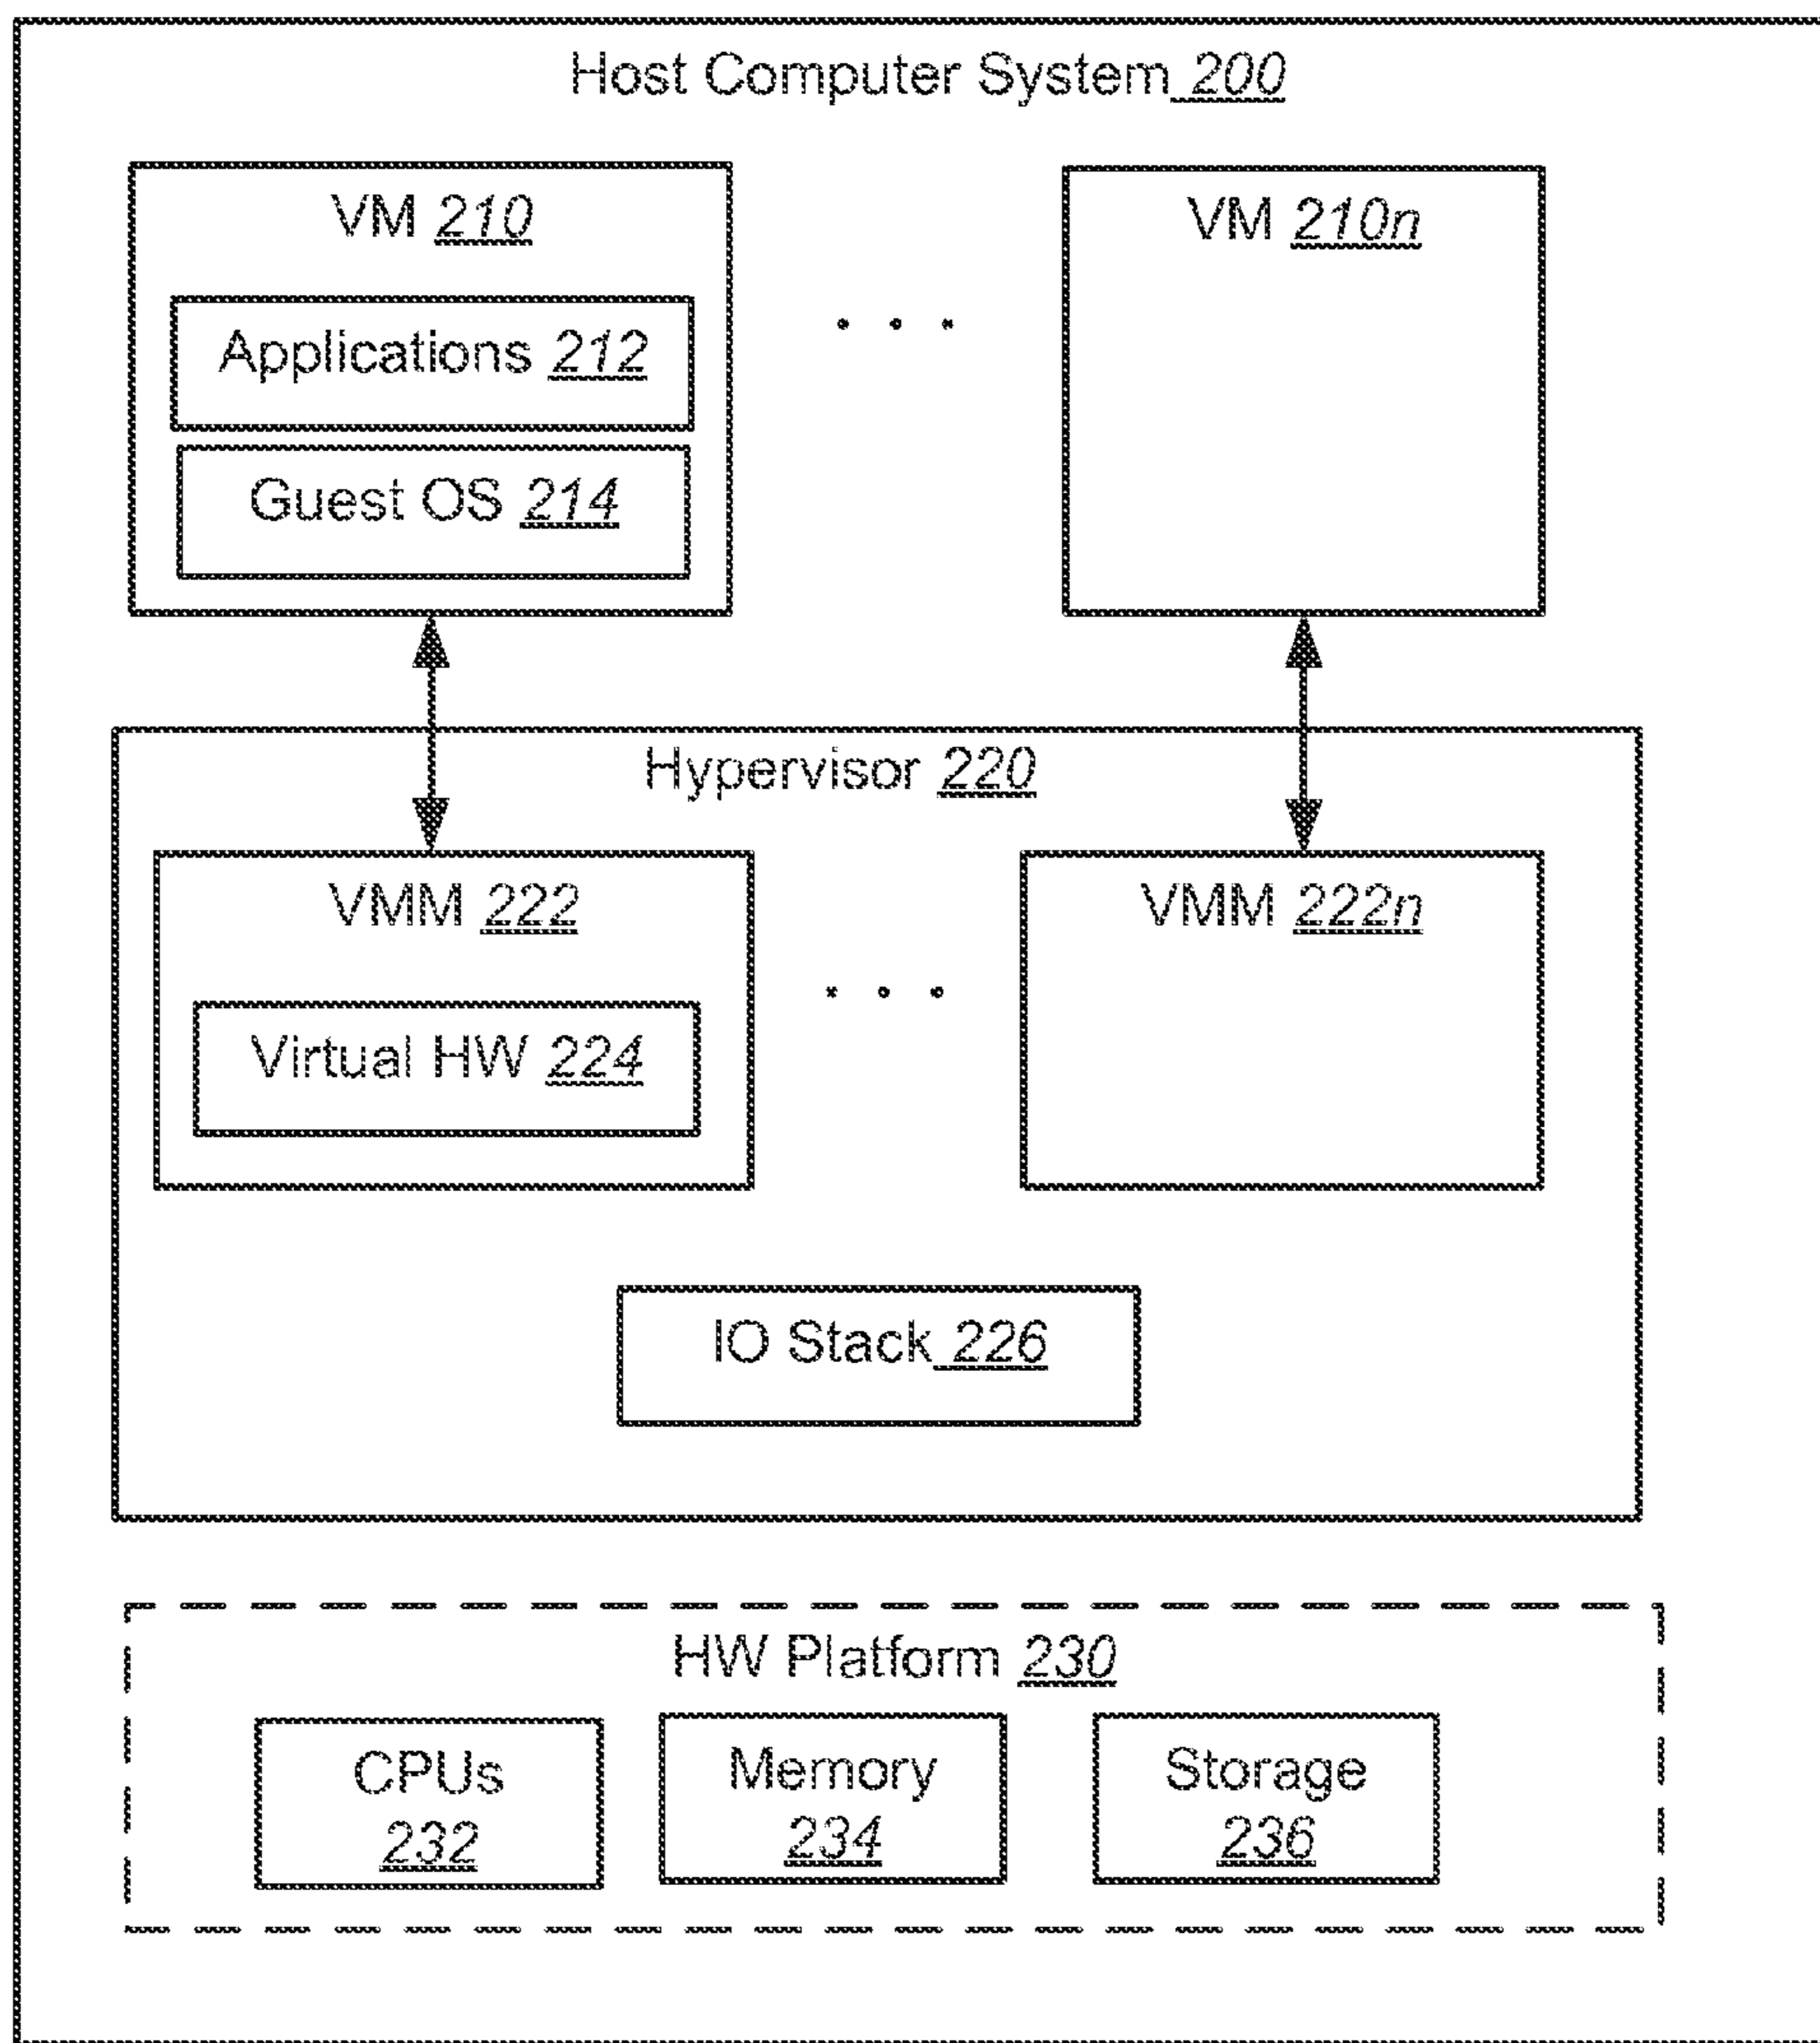 Host Computer System 200
VM 210
VM 210n
Applications 212
. . .
Guest OS 214
Hypervisor 220
VMM 222
VMM 222n
. . .
Virtual HW 224
IO Stack 226
HW Platform 230
CPUs
232
Memory
234
Storage
236